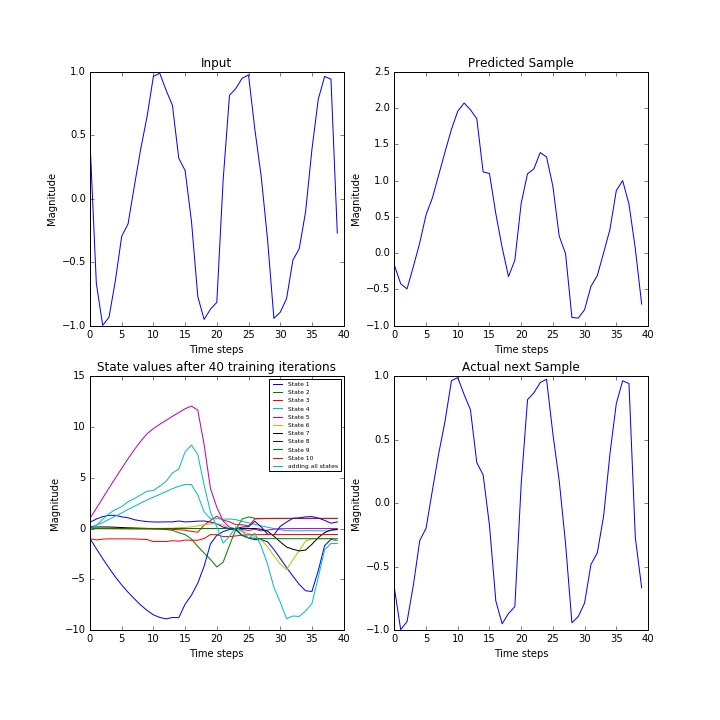 Input
Magnitude
1.0
0.5
0.0
−0.5
−1.0
0 5 10 15 20 25 30 35 40
Time steps
Predicted Sample
Magnitude
2.5
2.0
1.5
1.0
0.5
0.0
−0.5
−1.0
0 5 10 15 20 25 30 35 40
Time steps
State values after 40 training iterations
Magnitude
15
10
5
0
−5
−10
0 5 10 15 20 25 30 35 40
Time steps
State 1
State 2
State 3
State 4
State 5
State 6
State 7
State 8
State 9
State 10
adding all states
Actual next Sample
Magnitude
1.0
0.5
0.0
−0.5
−1.0
0 5 10 15 20 25 30 35 40
Time steps